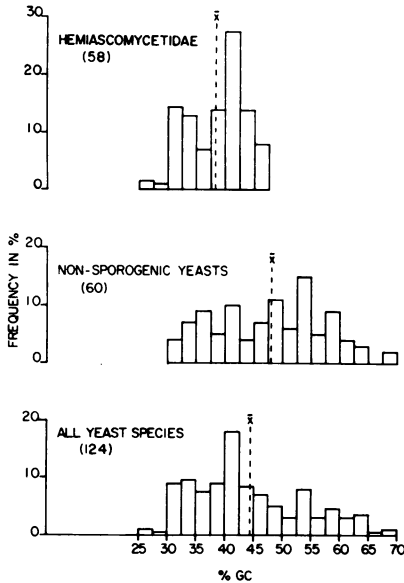 30
x̄
HEMIASCOMYCETIDAE
(58)
20
10
0
20
x̄
NON-SPOROGENIC YEASTS
(60)
10
0
FREQUENCY IN %
20
x̄
ALL YEAST SPECIES
(124)
10
0
25 30 35 40 45 50 55 60 65 70
% GC